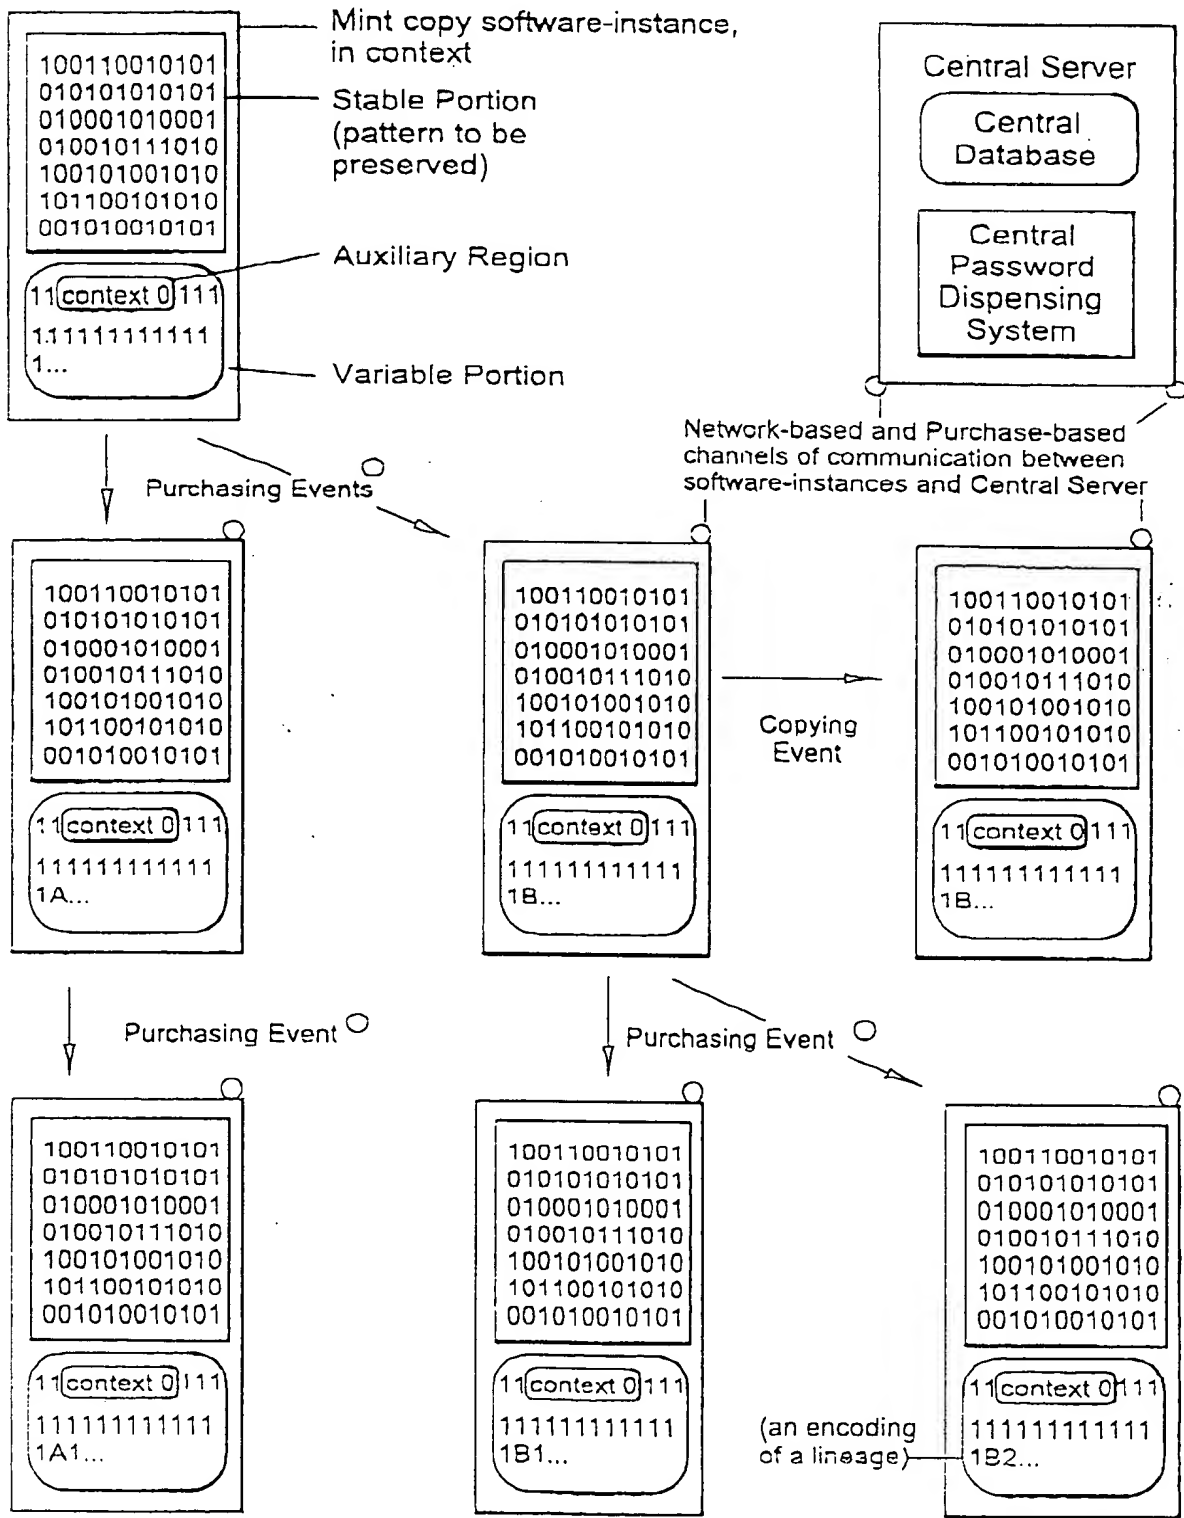 Mint copy software-instance,
in context
100110010101
010101010101
010001010001
010010111010
100101001010
101100101010
001010010101
Stable Portion
(pattern to be
preserved)
Auxiliary Region
11 context 0 111
111111111111
1...
Variable Portion
Central Server
Central
Database
Central
Password
Dispensing
System
Network-based and Purchase-based
channels of communication between
software-instances and Central Server
Purchasing Events
100110010101
010101010101
010001010001
010010111010
100101001010
101100101010
001010010101
11 context 0 111
111111111111
1A...
100110010101
010101010101
010001010001
010010111010
100101001010
101100101010
001010010101
11 context 0 111
111111111111
1B...
Copying
Event
100110010101
010101010101
010001010001
010010111010
100101001010
101100101010
001010010101
11 context 0 111
111111111111
1B...
Purchasing Event
Purchasing Event
100110010101
010101010101
010001010001
010010111010
100101001010
101100101010
001010010101
11 context 0 111
111111111111
1A1...
100110010101
010101010101
010001010001
010010111010
100101001010
101100101010
001010010101
11 context 0 111
111111111111
1B1...
100110010101
010101010101
010001010001
010010111010
100101001010
101100101010
001010010101
11 context 0 111
111111111111
1B2...
(an encoding
of a lineage)